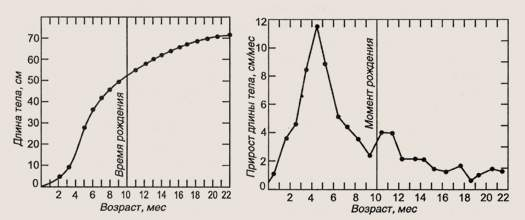 Длина тела, см
70
60
50
40
30
20
10
0
Время рождения
2 4 6 8 10 12 14 16 18 20 22
Возраст, мес
Прирост длины тела, см/мес
12
10
8
6
4
2
0
Момент рождения
2 4 6 8 10 12 14 16 18 20 22
Возраст, мес